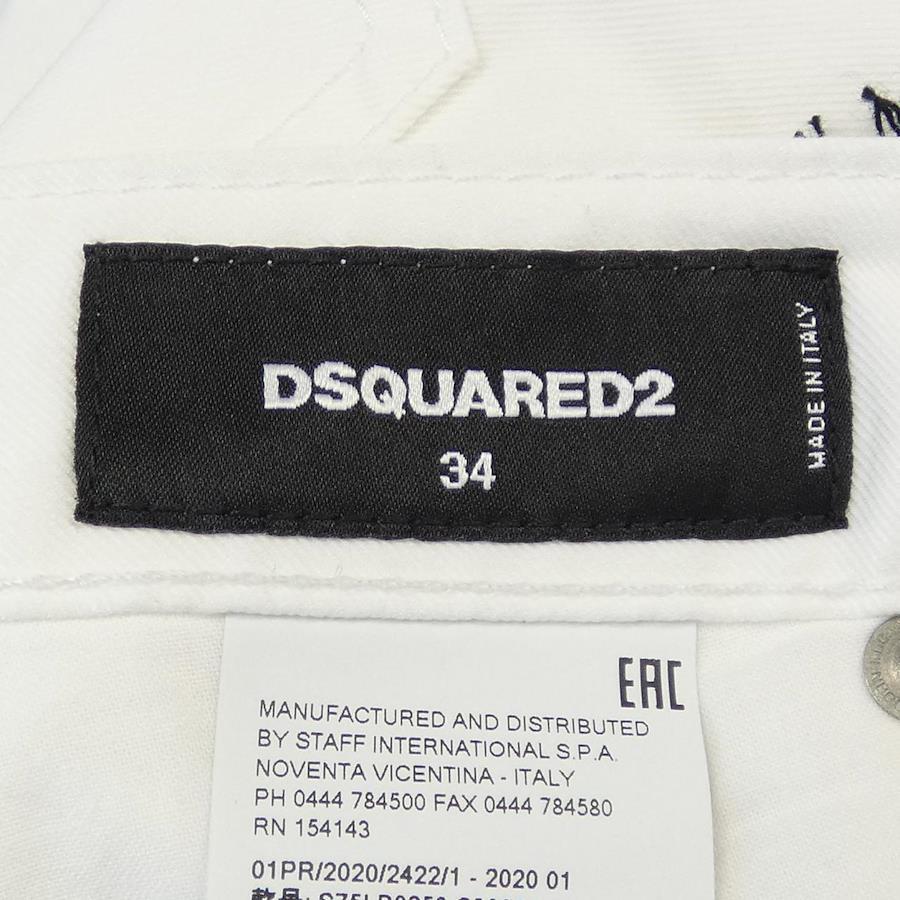 DSQUARED2
34
MADE IN ITALY
EAC
MANUFACTURED AND DISTRIBUTED
BY STAFF INTERNATIONAL S.P.A.
NOVENTA VICENTINA - ITALY
PH 0444 784500 FAX 0444 784580
RN 154143
01PR/2020/2422/1 - 2020 01